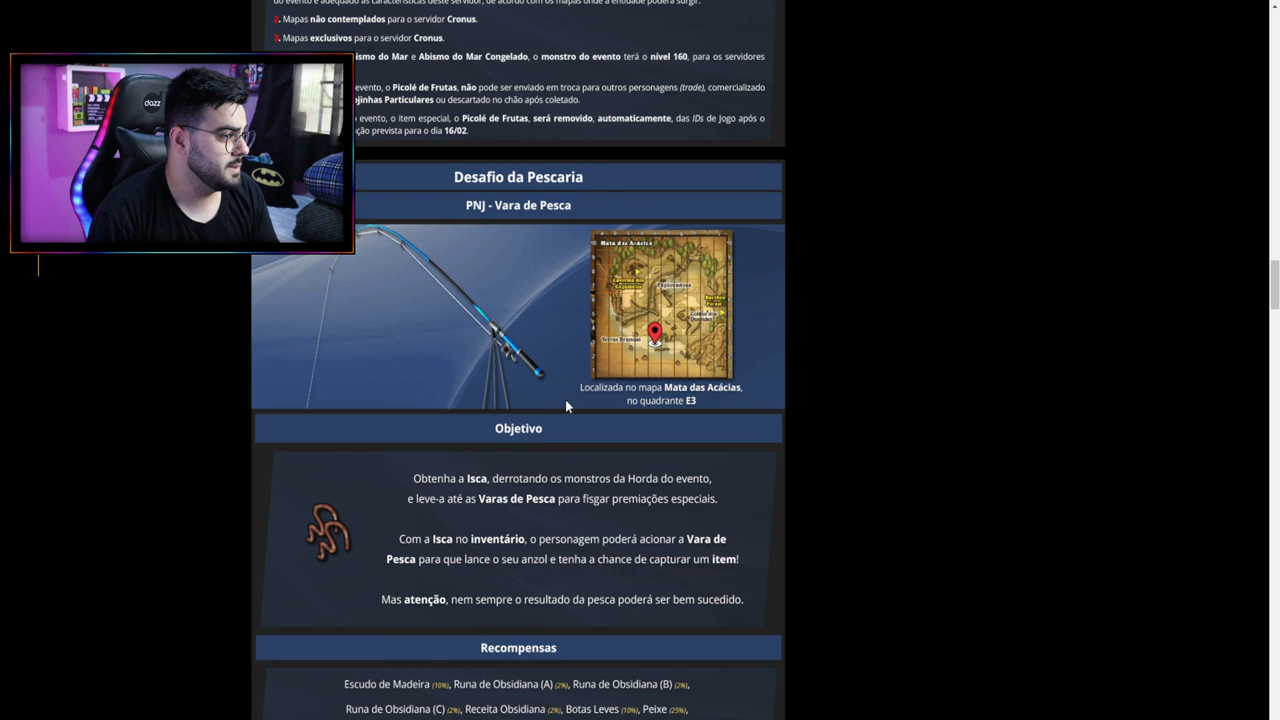 do evento e adequado às características deste servidor, de acordo com os mapas onde a entidade poderá surgir.
2. Mapas não contemplados para o servidor Cronus.
3. Mapas exclusivos para o servidor Cronus.
ismo do Mar e Abismo do Mar Congelado, o monstro do evento terá o nível 160, para os servidores
evento, o Picolé de Frutas, não pode ser enviado em troca para outros personagens (trade), comercializado
ojinhas Particulares ou descartado no chão após coletado.
evento, o item especial, o Picolé de Frutas, será removido, automaticamente, das IDs de Jogo após o
ção prevista para o dia 16/02.
dazz
Desafio da Pescaria
PNJ - Vara de Pesca
Mata das Acácias
Terras Brancas
Localizada no mapa Mata das Acácias,
no quadrante E3
Objetivo
Obtenha a Isca, derrotando os monstros da Horda do evento,
e leve-a até as Varas de Pesca para fisgar premiações especiais.
Com a Isca no inventário, o personagem poderá acionar a Vara de
Pesca para que lance o seu anzol e tenha a chance de capturar um item!
Mas atenção, nem sempre o resultado da pesca poderá ser bem sucedido.
Recompensas
Escudo de Madeira (10%), Runa de Obsidiana (A) (2%), Runa de Obsidiana (B) (2%),
Runa de Obsidiana (C) (2%), Receita Obsidiana (2%), Botas Leves (10%), Peixe (25%),